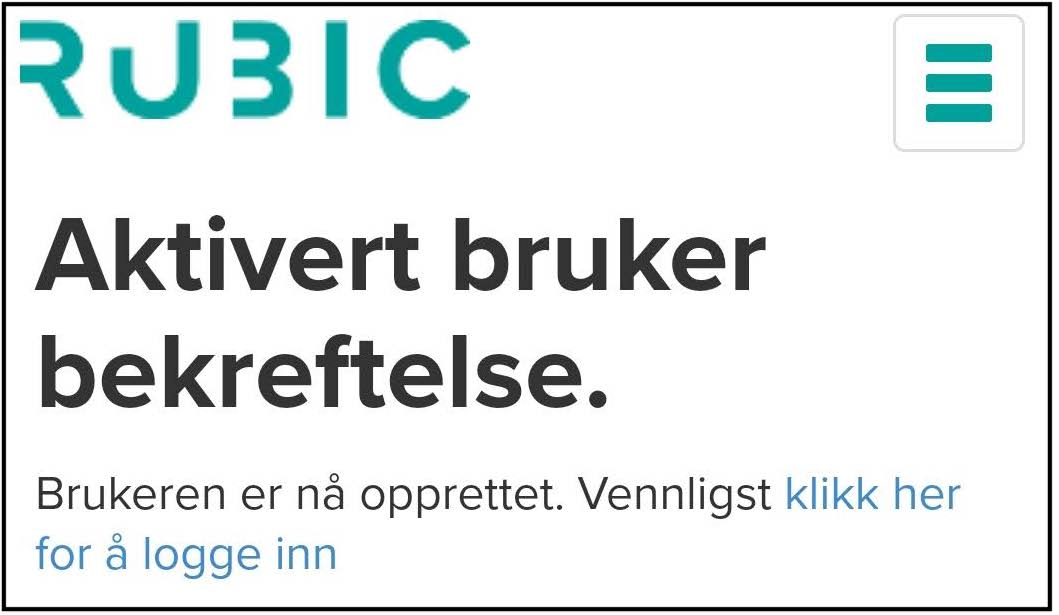 RUBIC
Aktivert bruker
bekreftelse.
Brukeren er nå opprettet. Vennligst klikk her
for å logge inn